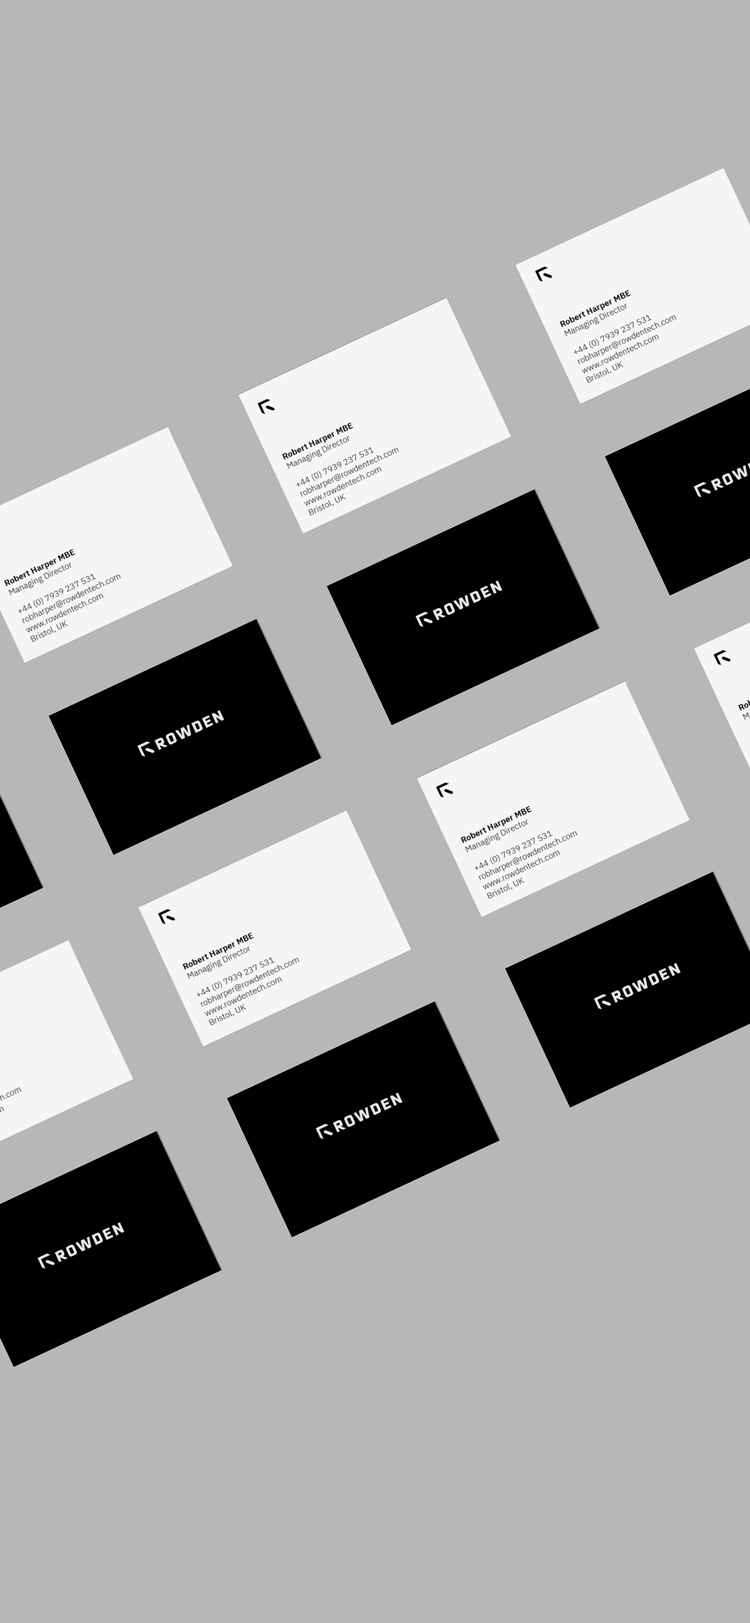 Robert Harper MBE
Managing Director
+44 (0) 7939 237 531
robharper@rowdentech.com
www.rowdentech.com
Bristol, UK
Robert Harper MBE
Managing Director
+44 (0) 7939 237 531
robharper@rowdentech.com
www.rowdentech.com
Bristol, UK
Robert Harper MBE
Managing Director
+44 (0) 7939 237 531
robharper@rowdentech.com
www.rowdentech.com
Bristol, UK
ROWDEN
ROWDEN
ROWD
h.com
m
Robert Harper MBE
Managing Director
+44 (0) 7939 237 531
robharper@rowdentech.com
www.rowdentech.com
Bristol, UK
Robert Harper MBE
Managing Director
+44 (0) 7939 237 531
robharper@rowdentech.com
www.rowdentech.com
Bristol, UK
Rob
M
ROWDEN
ROWDEN
ROWDEN